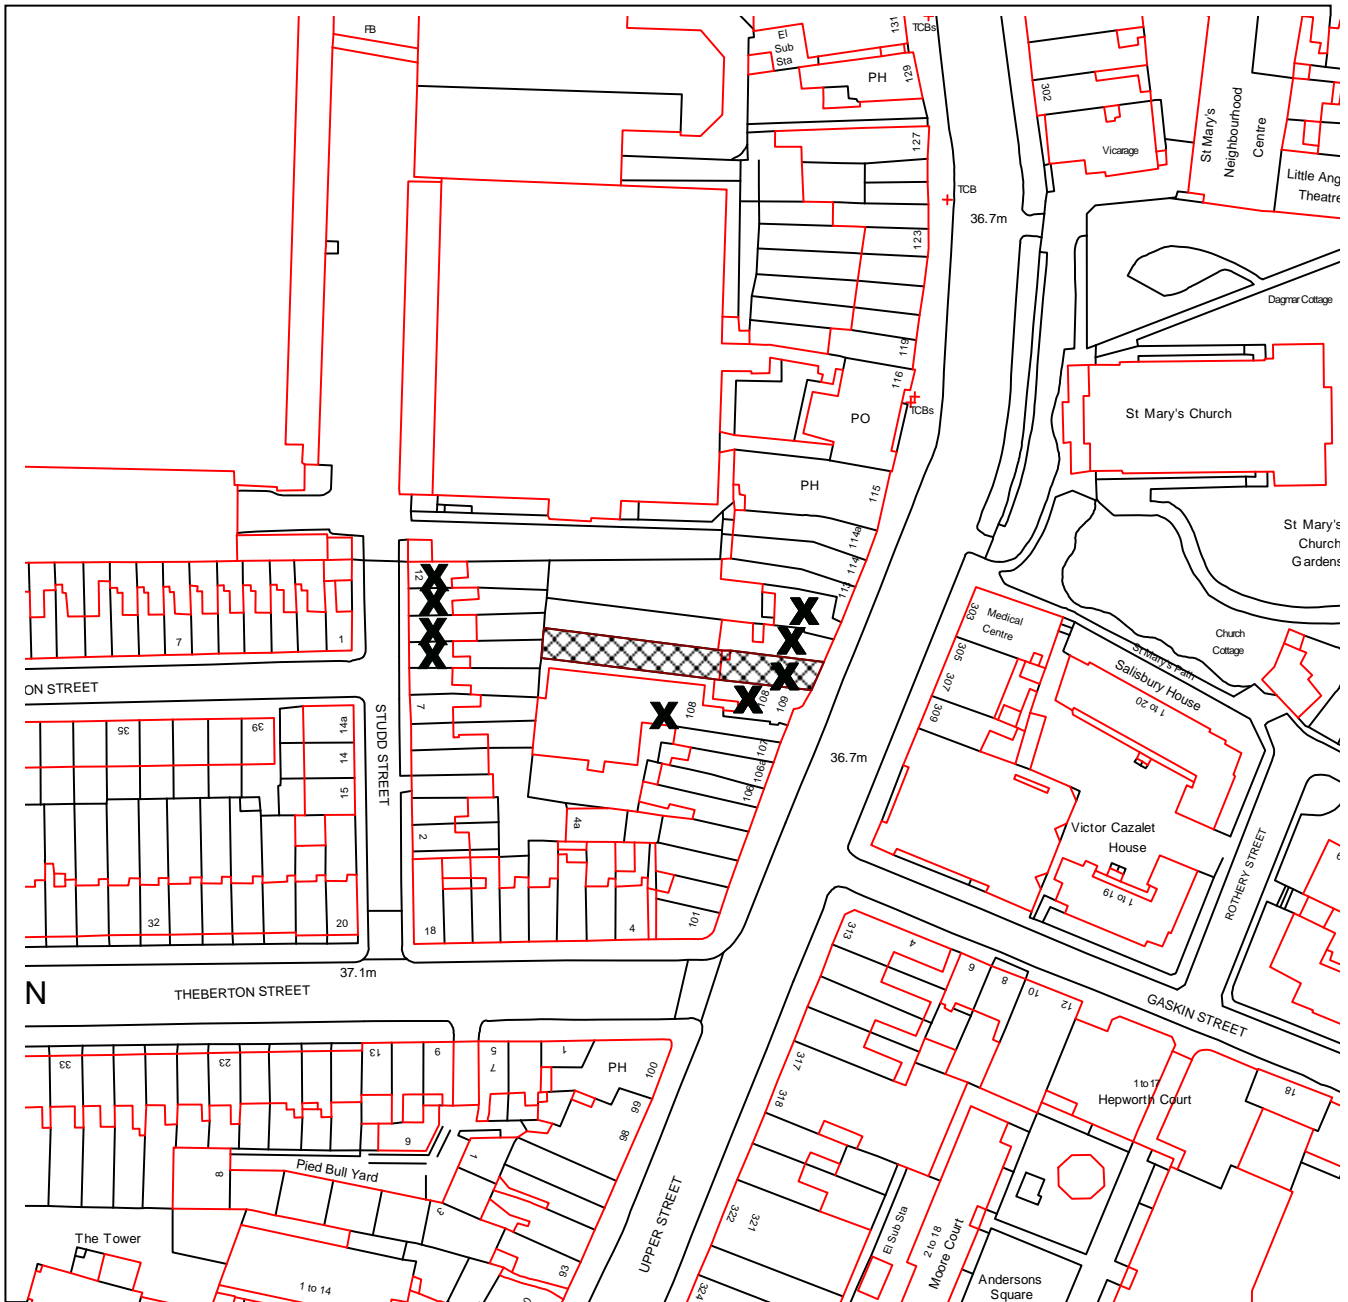 FB
El
Sub
Sta
131
TCBs
PH
129
302
St Mary's
Neighbourhood
Centre
Vicarage
127
Little Ang
Theatre
TCB
36.7m
123
Dagmar Cottage
119
116
PO
TCBs
St Mary's Church
PH
115
114a
114
113
St Mary's
Church
Gardens
12
X
X
X
X
X
X
X
X
X
303
Medical
Centre
305
307
309
St Mary's Path
Salisbury House
1 to 20
Church
Cottage
7
1
ON STREET
35
39
14a
14
15
STUDD STREET
7
2
108
108
109
107
106a
106
36.7m
4a
Victor Cazalet
House
1 to 19
ROTHERY STREET
9
32
20
18
4
101
37.1m
N
THEBERTON STREET
313
4
6
8
10
12
GASKIN STREET
33
23
13
9
5
7
1
PH
100
99
98
317
318
1 to 17
Hepworth Court
18
6
8
Pied Bull Yard
1
3
93
The Tower
1 to 14
UPPER STREET
322
321
324
El Sub Sta
2 to 18
Moore Court
Andersons
Square